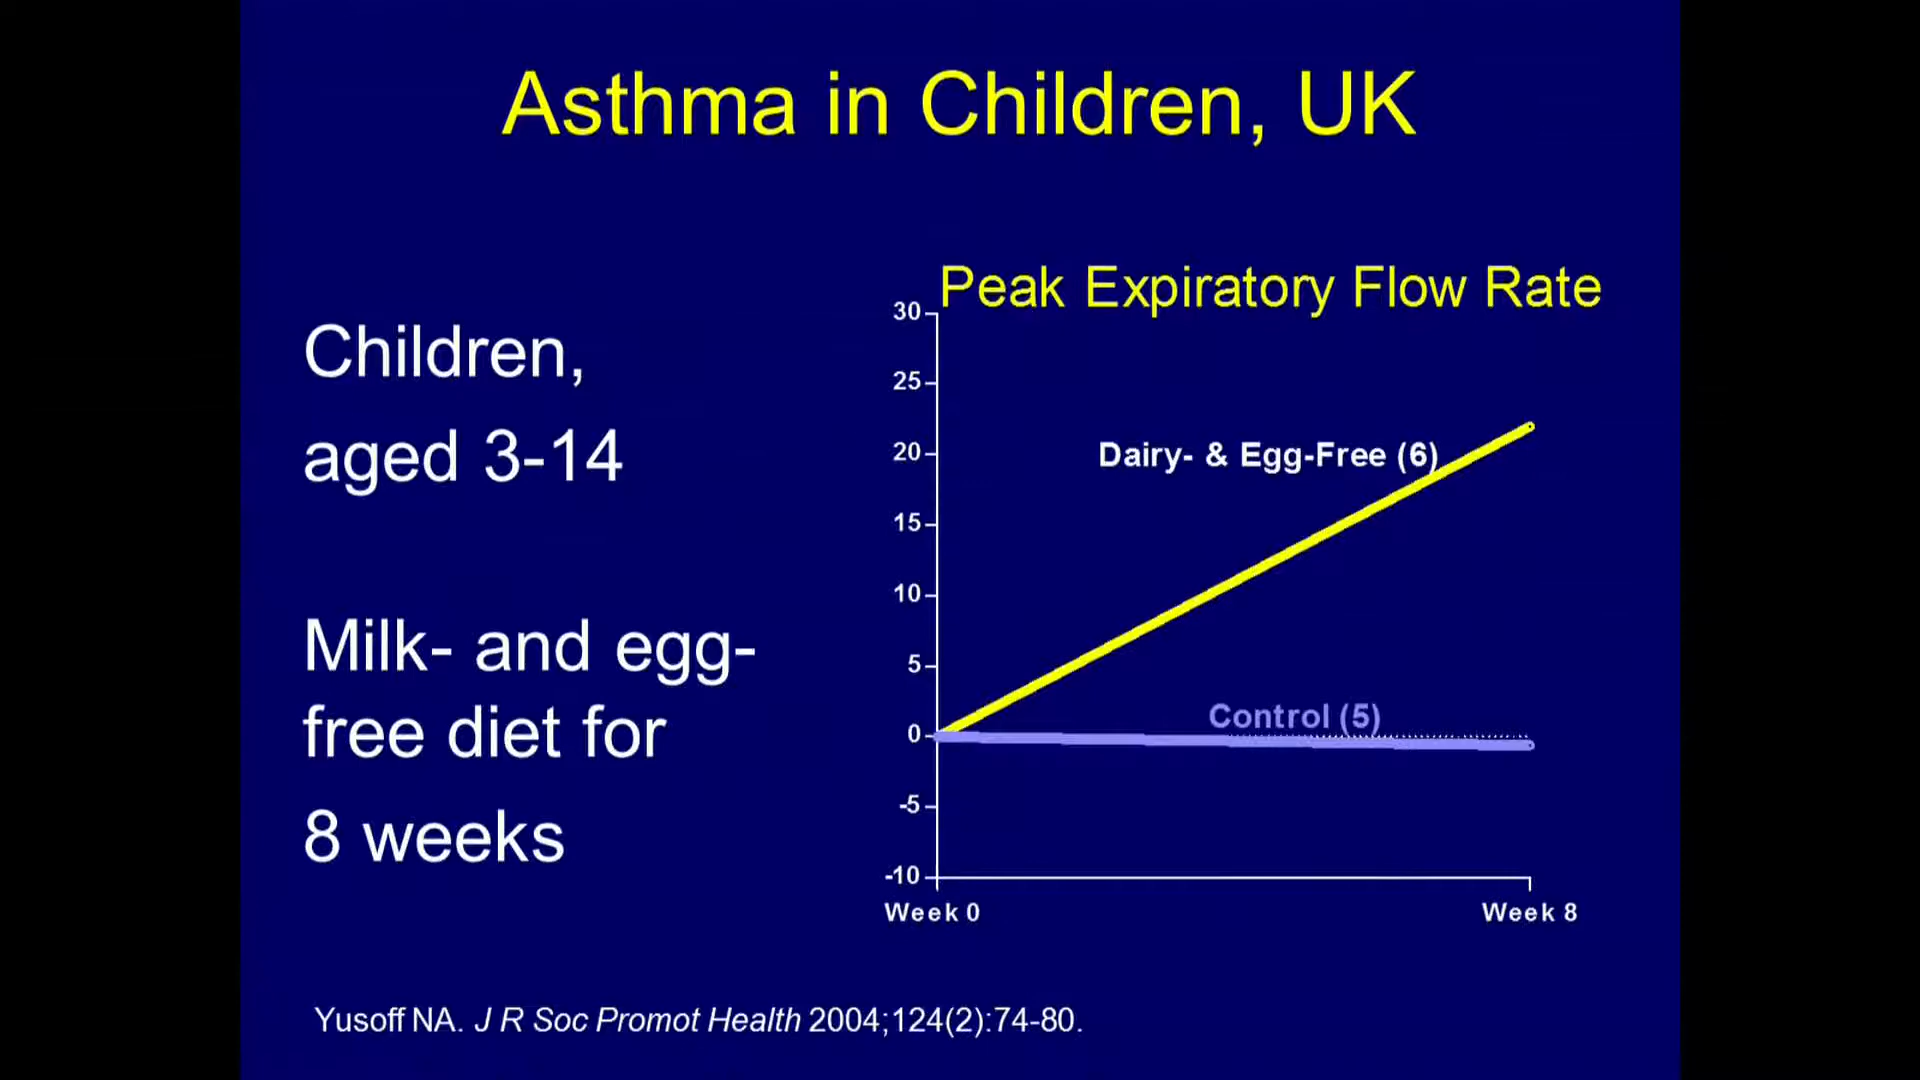 Asthma in Children, UK
Children,
aged 3-14
Milk- and egg-
free diet for
8 weeks
Peak Expiratory Flow Rate
30
25
20
15
10
5
0
-5
-10
Dairy- & Egg-Free (6)
Control (5)
Week 0
Week 8
Yusoff NA. J R Soc Promot Health 2004;124(2):74-80.